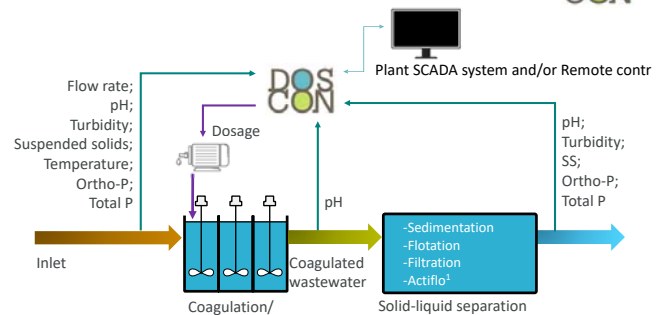 CON
Plant SCADA system and/or Remote contr
DOS
CON
Flow rate;
pH;
Turbidity;
Suspended solids;
Temperature;
Ortho-P;
Total P
Dosage
pH
pH;
Turbidity;
SS;
Ortho-P;
Total P
-Sedimentation
-Flotation
-Filtration
-Actiflo¹
Inlet
Coagulated
wastewater
Coagulation/
Solid-liquid separation